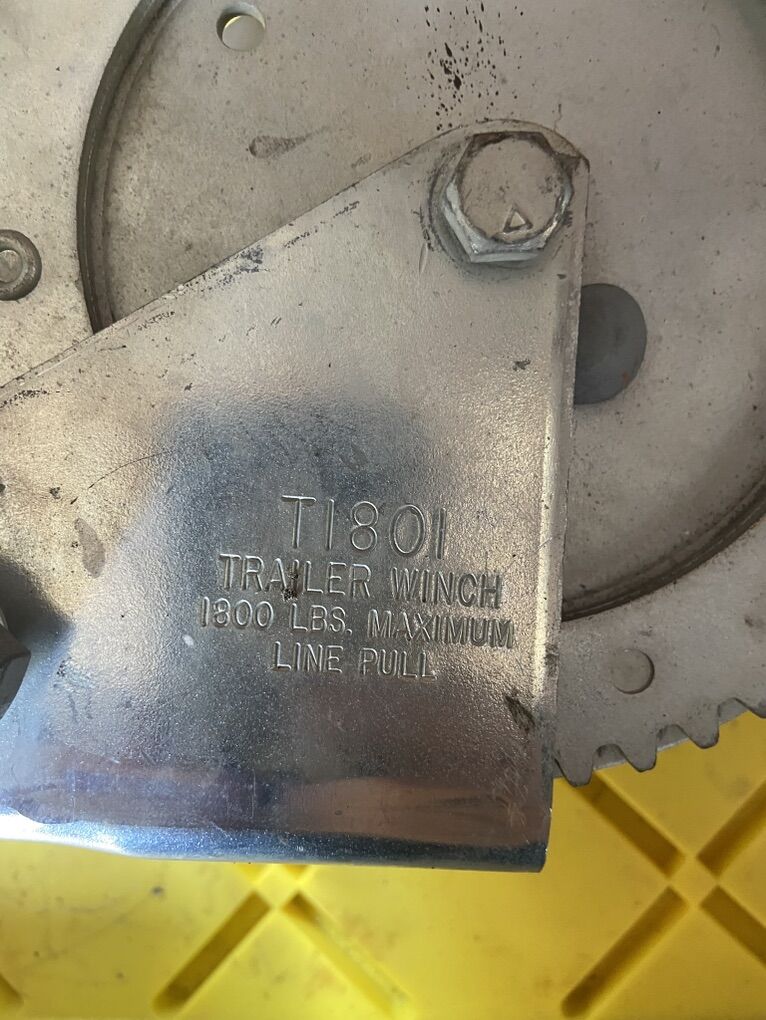 T1801
TRAILER WINCH
1800 LBS. MAXIMUM
LINE PULL